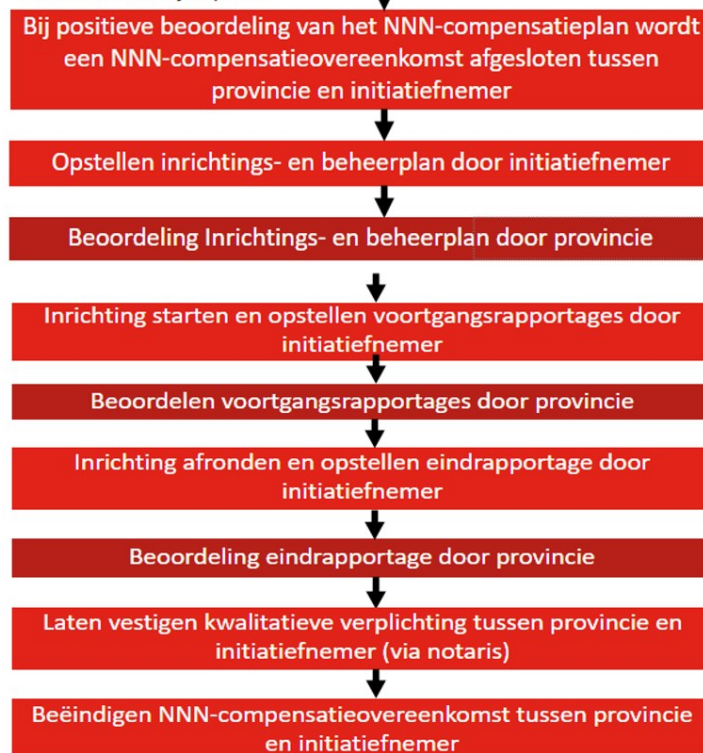 Bij positieve beoordeling van het NNN-compensatieplan wordt
een NNN-compensatieovereenkomst afgesloten tussen
provincie en initiatiefnemer
Opstellen inrichtings- en beheerplan door initiatiefnemer
Beoordeling Inrichtings- en beheerplan door provincie
Inrichting starten en opstellen voortgangsrapportages door
initiatiefnemer
Beoordelen voortgangsrapportages door provincie
Inrichting afronden en opstellen eindrapportage door
initiatiefnemer
Beoordeling eindrapportage door provincie
Laten vestigen kwalitatieve verplichting tussen provincie en
initiatiefnemer (via notaris)
Beëindigen NNN-compensatieovereenkomst tussen provincie
en initiatiefnemer